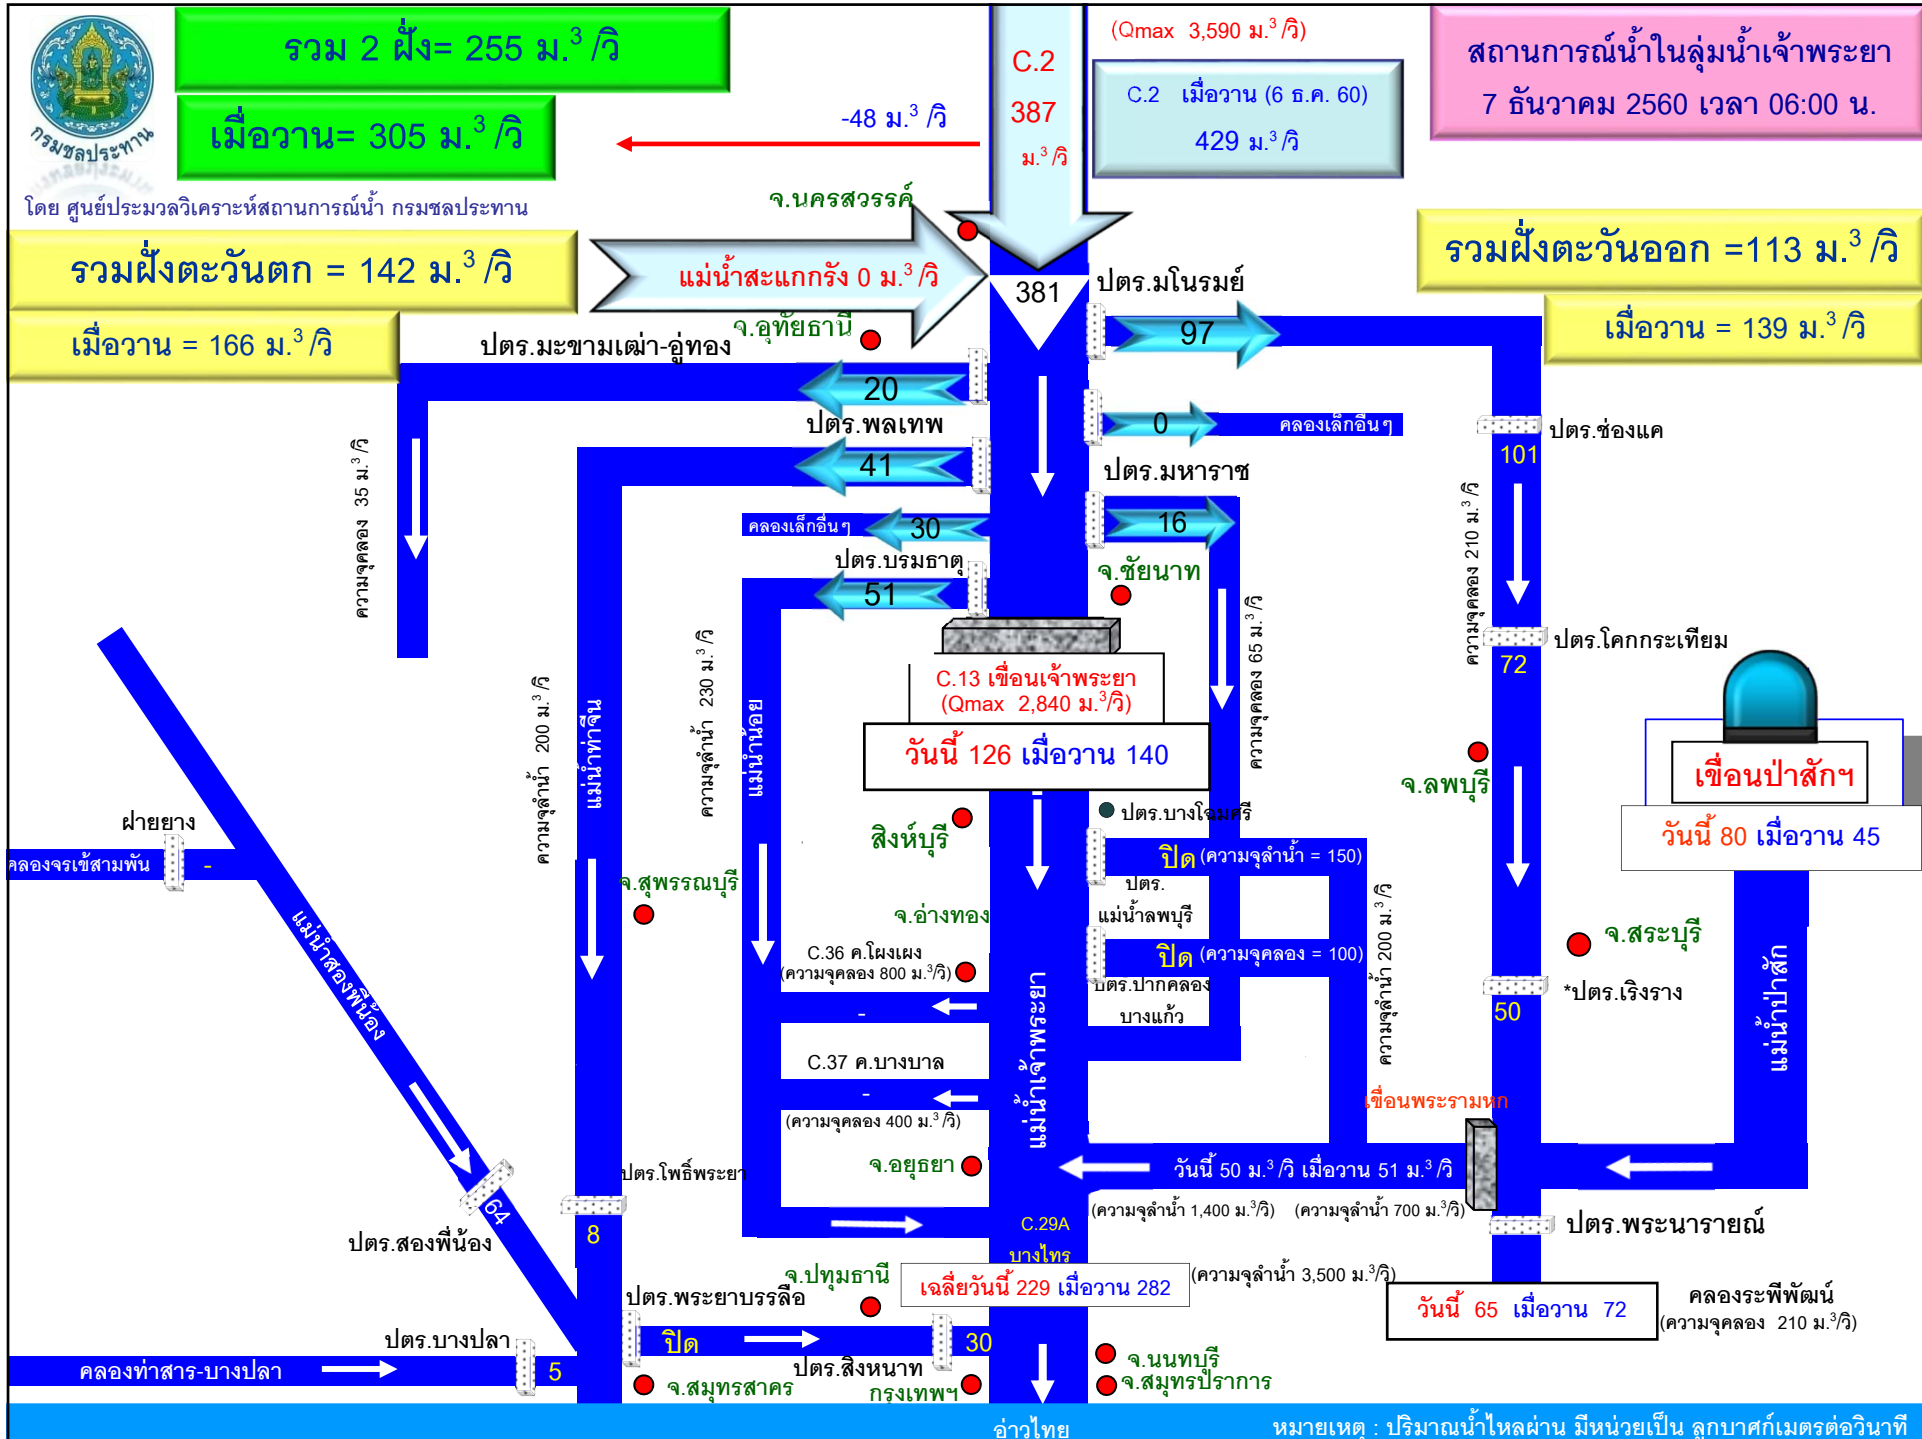 รวม 2 ฝั่ง= 255 ม.³/วิ
เมื่อวาน= 305 ม.³/วิ
กรมชลประทาน
โดย ศูนย์ประมวลวิเคราะห์สถานการณ์น้ำ กรมชลประทาน
-48 ม.³/วิ
C.2
387
ม.³/วิ
(Qmax 3,590 ม.³/วิ)
C.2 เมื่อวาน (6 ธ.ค. 60)
429 ม.³/วิ
สถานการณ์น้ำในลุ่มน้ำเจ้าพระยา
7 ธันวาคม 2560 เวลา 06:00 น.
จ.นครสวรรค์
รวมฝั่งตะวันตก = 142 ม.³/วิ
เมื่อวาน = 166 ม.³/วิ
แม่น้ำสะแกกรัง 0 ม.³/วิ
381
รวมฝั่งตะวันออก =113 ม.³/วิ
เมื่อวาน = 139 ม.³/วิ
ปตร.มโนรมย์
97
จ.อุทัยธานี
ปตร.มะขามเฒ่า-อู่ทอง
20
ความจุคลอง 35 ม.³/วิ
ปตร.พลเทพ
41
0
คลองเล็กอื่นๆ
ปตร.ช่องแค
101
ปตร.มหาราช
16
คลองเล็กอื่นๆ
30
ปตร.บรมธาตุ
51
จ.ชัยนาท
ความจุคลอง 210 ม.³/วิ
ความจุคลอง 65 ม.³/วิ
ปตร.โคกกระเทียม
72
C.13 เขื่อนเจ้าพระยา
(Qmax 2,840 ม.³/วิ)
วันนี้ 126 เมื่อวาน 140
ความจุลำน้ำ 200 ม.³/วิ
แม่น้ำท่าจีน
ความจุลำน้ำ 230 ม.³/วิ
แม่น้ำน้อย
จ.ลพบุรี
เขื่อนป่าสักฯ
วันนี้ 80 เมื่อวาน 45
สิงห์บุรี
ปตร.บางโฉมศรี
ปิด (ความจุลำน้ำ = 150)
ฝายยาง
คลองจรเข้สามพัน
-
แม่น้ำสองพี่น้อง
จ.สุพรรณบุรี
จ.อ่างทอง
ปตร.
แม่น้ำลพบุรี
ปิด (ความจุคลอง = 100)
ปตร.ปากคลอง
บางแก้ว
ความจุลำน้ำ 200 ม.³/วิ
จ.สระบุรี
*ปตร.เริงราง
50
แม่น้ำป่าสัก
C.36 ค.โผงเผง
(ความจุคลอง 800 ม.³/วิ)
-
C.37 ค.บางบาล
-
(ความจุคลอง 400 ม.³/วิ)
แม่น้ำเจ้าพระยา
เขื่อนพระรามหก
จ.อยุธยา
วันนี้ 50 ม.³/วิ เมื่อวาน 51 ม.³/วิ
(ความจุลำน้ำ 1,400 ม.³/วิ) (ความจุลำน้ำ 700 ม.³/วิ)
ปตร.โพธิ์พระยา
8
64
ปตร.สองพี่น้อง
C.29A
บางไทร
เฉลี่ยวันนี้ 229 เมื่อวาน 282
(ความจุลำน้ำ 3,500 ม.³/วิ)
ปตร.พระนารายณ์
วันนี้ 65 เมื่อวาน 72
คลองระพีพัฒน์
(ความจุคลอง 210 ม.³/วิ)
จ.ปทุมธานี
ปตร.พระยาบรรลือ
ปิด
ปตร.สิงหนาท
30
ปตร.บางปลา
คลองท่าสาร-บางปลา
5
จ.สมุทรสาคร
กรุงเทพฯ
จ.นนทบุรี
จ.สมุทรปราการ
อ่าวไทย
หมายเหตุ : ปริมาณน้ำไหลผ่าน มีหน่วยเป็น ลูกบาศก์เมตรต่อวินาที